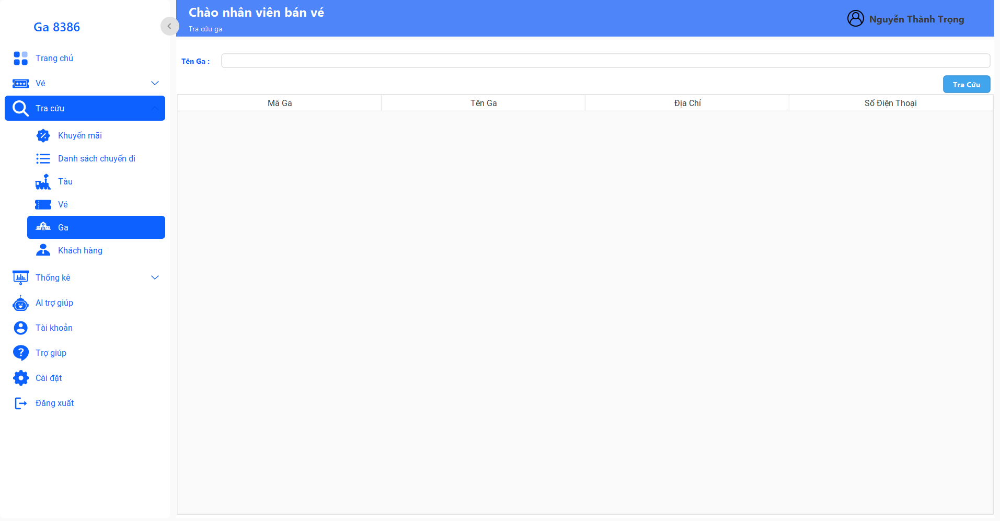 Ga 8386
Trang chủ
Vé
Tra cứu
Khuyến mãi
Danh sách chuyến đi
Tàu
Vé
Ga
Khách hàng
Thống kê
AI trợ giúp
Tài khoản
Trợ giúp
Cài đặt
Đăng xuất
Chào nhân viên bán vé
Tra cứu ga
Nguyễn Thành Trọng
Tên Ga :
Tra Cứu
Mã Ga Tên Ga Địa Chỉ Số Điện Thoại